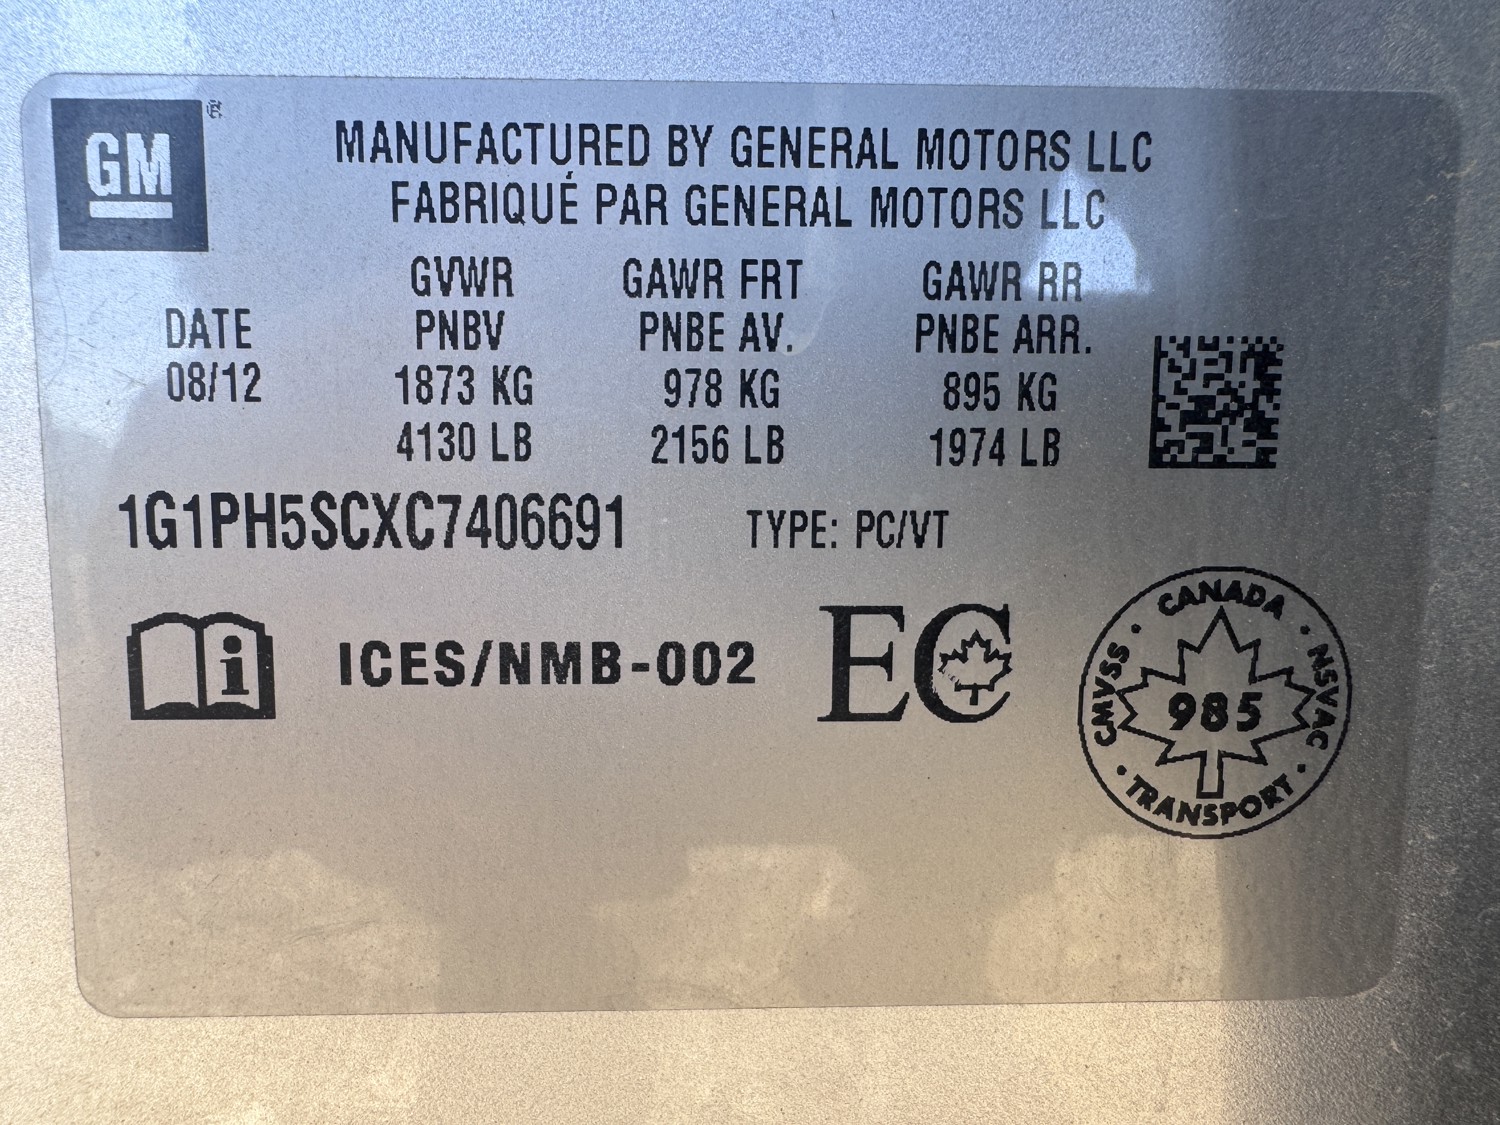 GM ®
MANUFACTURED BY GENERAL MOTORS LLC
FABRIQUÉ PAR GENERAL MOTORS LLC
GVWR GAWR FRT GAWR RR
DATE PNBV PNBE AV. PNBE ARR.
08/12 1873 KG 978 KG 895 KG
4130 LB 2156 LB 1974 LB
1G1PH5SCXC7406691 TYPE: PC/VT
i ICES/NMB-002 EC
CANADA
CMVSS • 985 • NSVAC
• TRANSPORT •